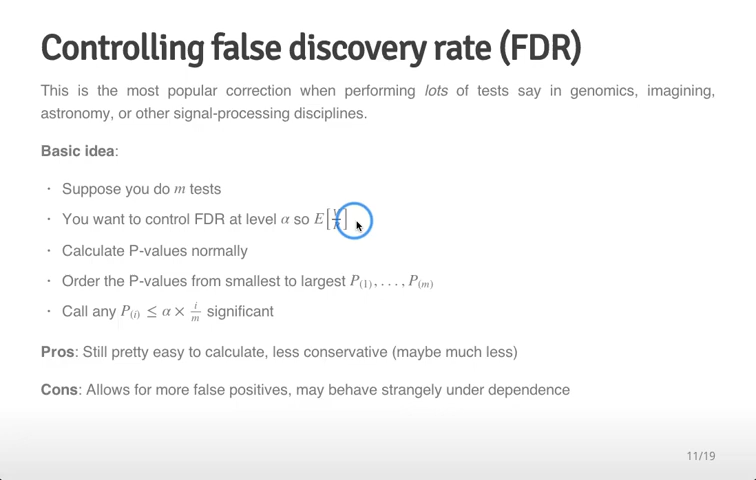 Controlling false discovery rate (FDR)
This is the most popular correction when performing lots of tests say in genomics, imagining,
astronomy, or other signal-processing disciplines.
Basic idea:
· Suppose you do m tests
· You want to control FDR at level α so E[V/R]
· Calculate P-values normally
· Order the P-values from smallest to largest P(1), . . . , P(m)
· Call any P(i) ≤ α × i/m significant
Pros: Still pretty easy to calculate, less conservative (maybe much less)
Cons: Allows for more false positives, may behave strangely under dependence
11/19